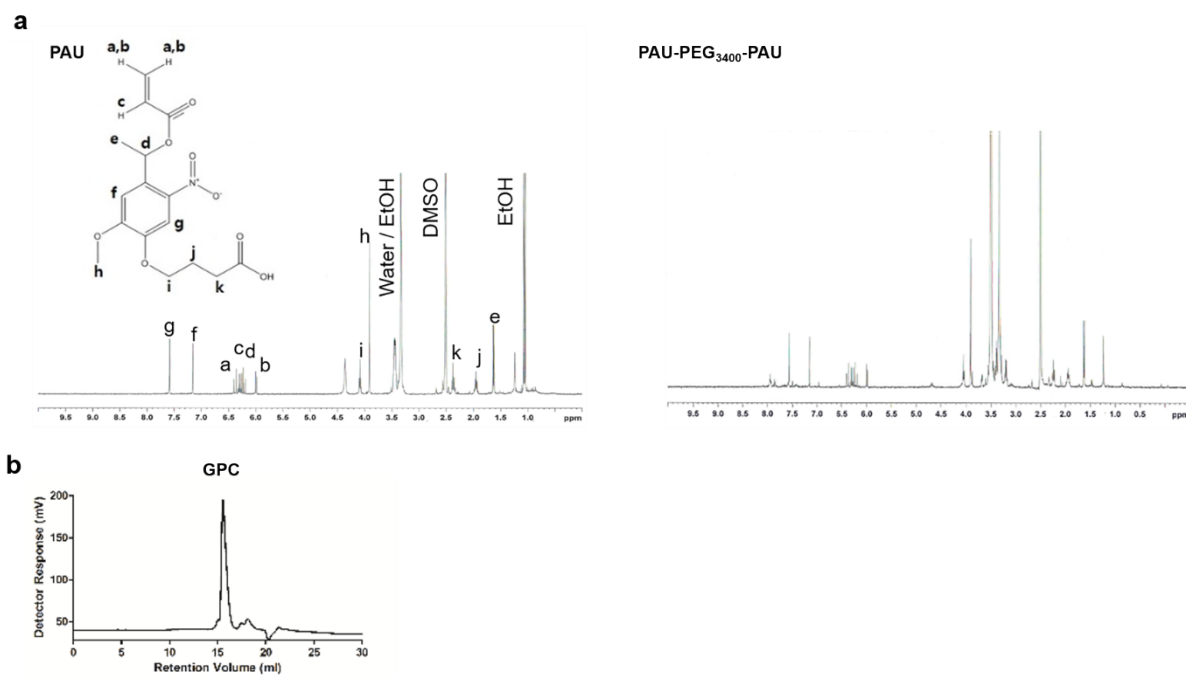 a
PAU
a,b a,b
c
O
O
e d
O
N+
O-
f
g
O
h
O
j
O
OH
i k
g
f
a
c
d
b
i
h
Water / EtOH
DMSO
k
j
e
EtOH
9.5 9.0 8.5 8.0 7.5 7.0 6.5 6.0 5.5 5.0 4.5 4.0 3.5 3.0 2.5 2.0 1.5 1.0 ppm
PAU-PEG3400-PAU
9.5 9.0 8.5 8.0 7.5 7.0 6.5 6.0 5.5 5.0 4.5 4.0 3.5 3.0 2.5 2.0 1.5 1.0 0.5 ppm
b
GPC
Detector Response (mV)
200
150
100
50
0 5 10 15 20 25 30
Retention Volume (ml)